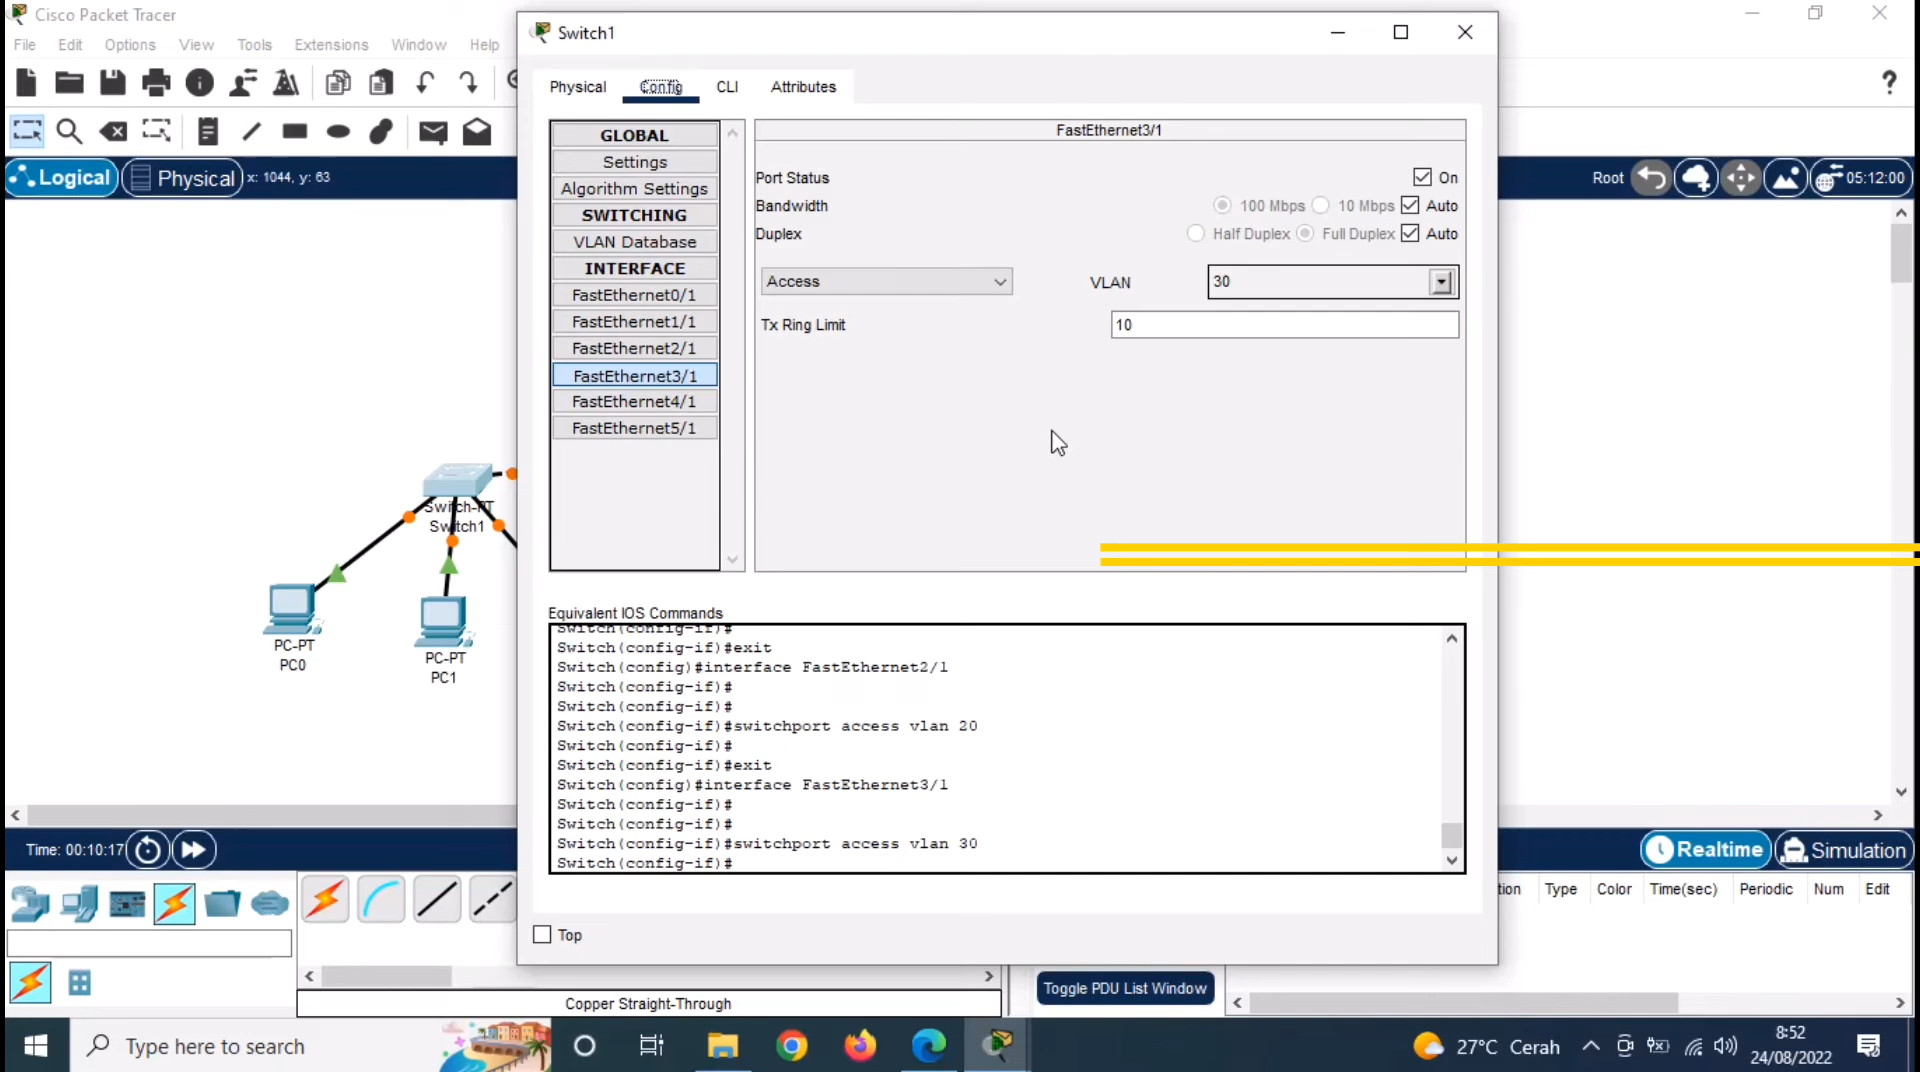 Cisco Packet Tracer
File Edit Options View Tools Extensions Window Help
Logical Physical x: 1044, y: 63
Root 05:12:00
Switch-PT
Switch1
PC-PT
PC0
PC-PT
PC1
Switch1
Physical Config CLI Attributes
GLOBAL
Settings
Algorithm Settings
SWITCHING
VLAN Database
INTERFACE
FastEthernet0/1
FastEthernet1/1
FastEthernet2/1
FastEthernet3/1
FastEthernet4/1
FastEthernet5/1
FastEthernet3/1
Port Status On
Bandwidth 100 Mbps 10 Mbps Auto
Duplex Half Duplex Full Duplex Auto
Access VLAN 30
Tx Ring Limit 10
Equivalent IOS Commands
Switch(config-if)#
Switch(config-if)#exit
Switch(config)#interface FastEthernet2/1
Switch(config-if)#
Switch(config-if)#
Switch(config-if)#switchport access vlan 20
Switch(config-if)#
Switch(config-if)#exit
Switch(config)#interface FastEthernet3/1
Switch(config-if)#
Switch(config-if)#
Switch(config-if)#switchport access vlan 30
Switch(config-if)#
Top
Time: 00:10:17
Realtime Simulation
tion Type Color Time(sec) Periodic Num Edit
Toggle PDU List Window
Copper Straight-Through
Type here to search
27°C Cerah
8:52
24/08/2022